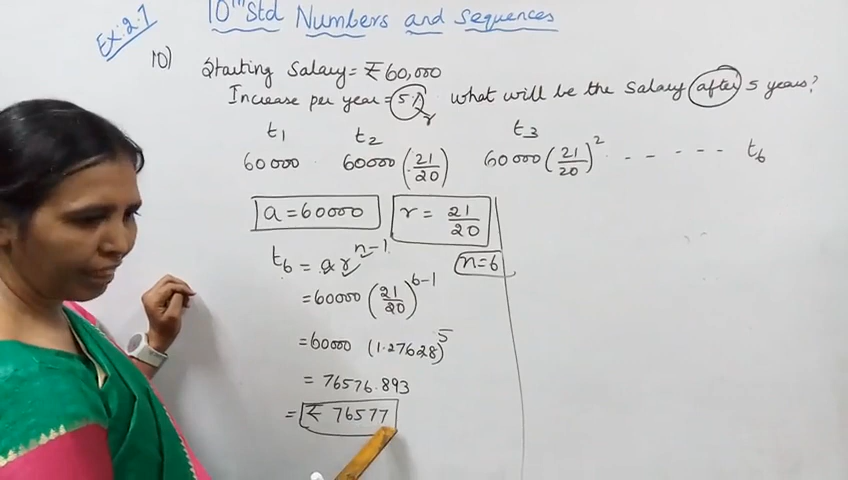 Ex:2.7
10th Std Numbers and Sequences
10) Starting Salary = ₹ 60,000
Increase per year = 5% r what will be the Salary after 5 years?
t1 t2 t3
60000 60000 (21/20) 60000 (21/20)^2 - - - - - - t6
a = 60000 r = 21/20
t6 = a r^n-1 n=6
= 60000 (21/20)^6-1
= 60000 (1.27628)^5
= 76576.893
= ₹ 76577